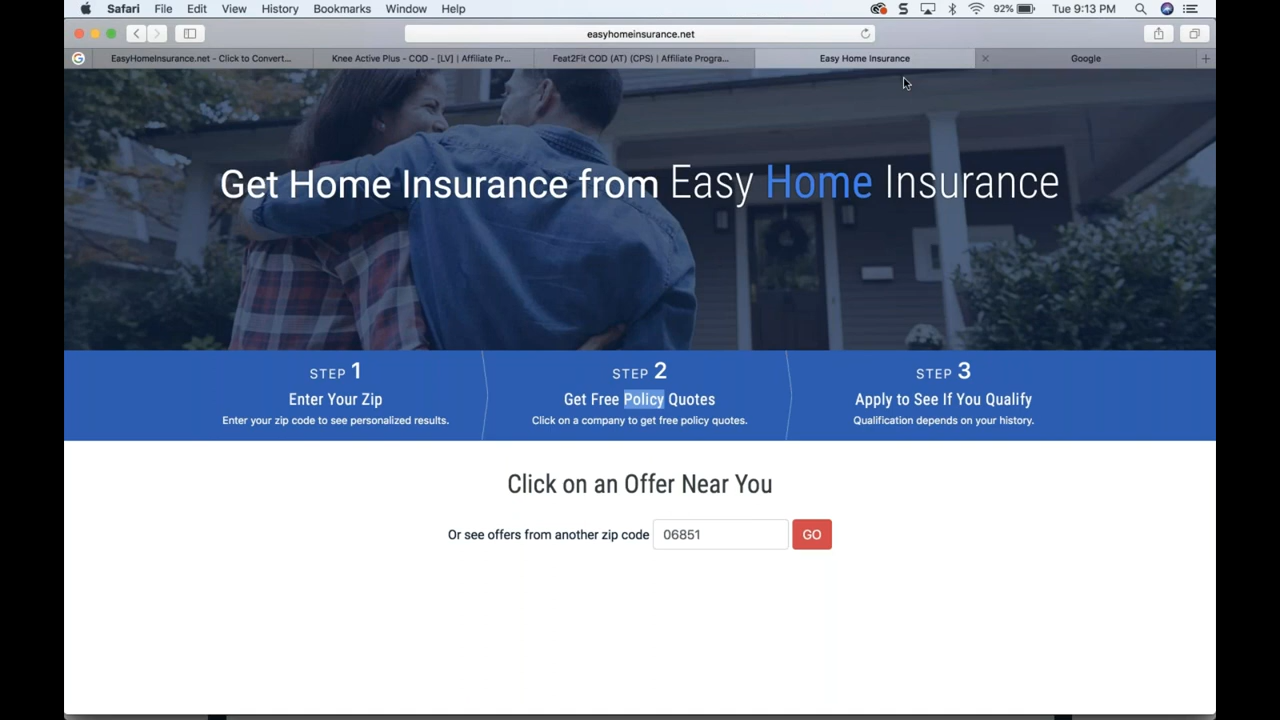 Safari File Edit View History Bookmarks Window Help 92% Tue 9:13 PM
easyhomeinsurance.net
EasyHomeInsurance.net - Click to Convert... Knee Active Plus - COD - [LV] | Affiliate Pr... Feat2Fit COD (AT) (CPS) | Affiliate Progra... Easy Home Insurance Google
Get Home Insurance from Easy Home Insurance
STEP 1
Enter Your Zip
Enter your zip code to see personalized results.
STEP 2
Get Free Policy Quotes
Click on a company to get free policy quotes.
STEP 3
Apply to See If You Qualify
Qualification depends on your history.
Click on an Offer Near You
Or see offers from another zip code 06851 GO